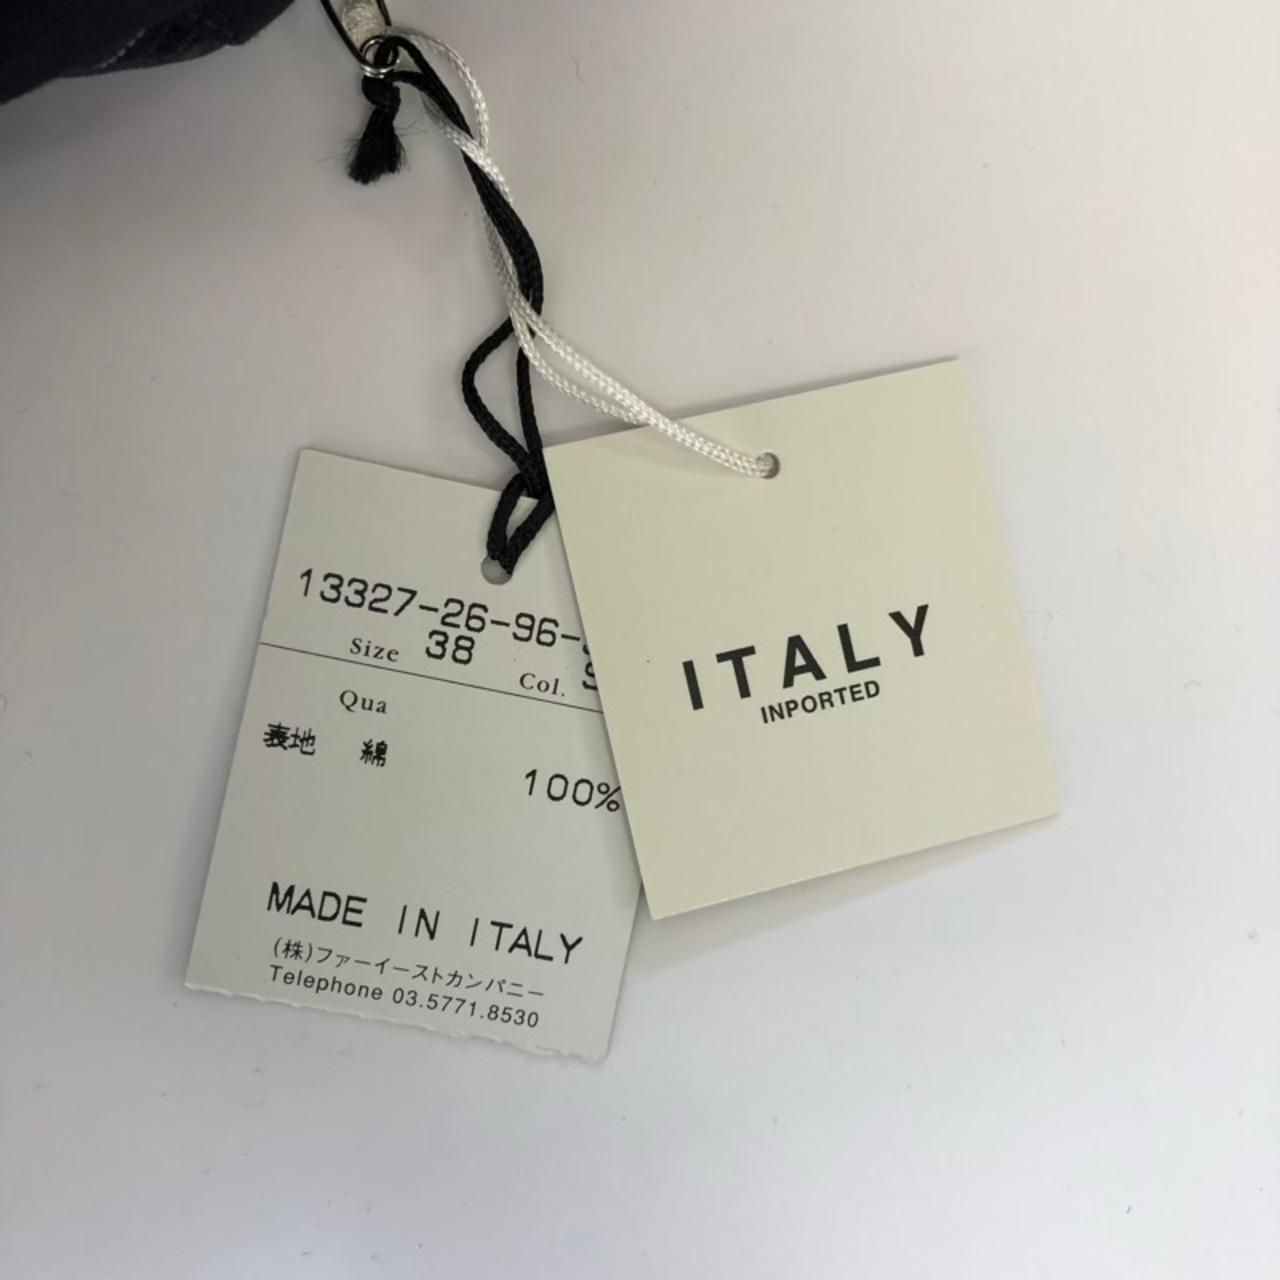 13327-26-96-
Size 38 Col.
Qua
表地 綿
100%
MADE IN ITALY
(株)ファーイーストカンパニー
Telephone 03.5771.8530
ITALY
INPORTED